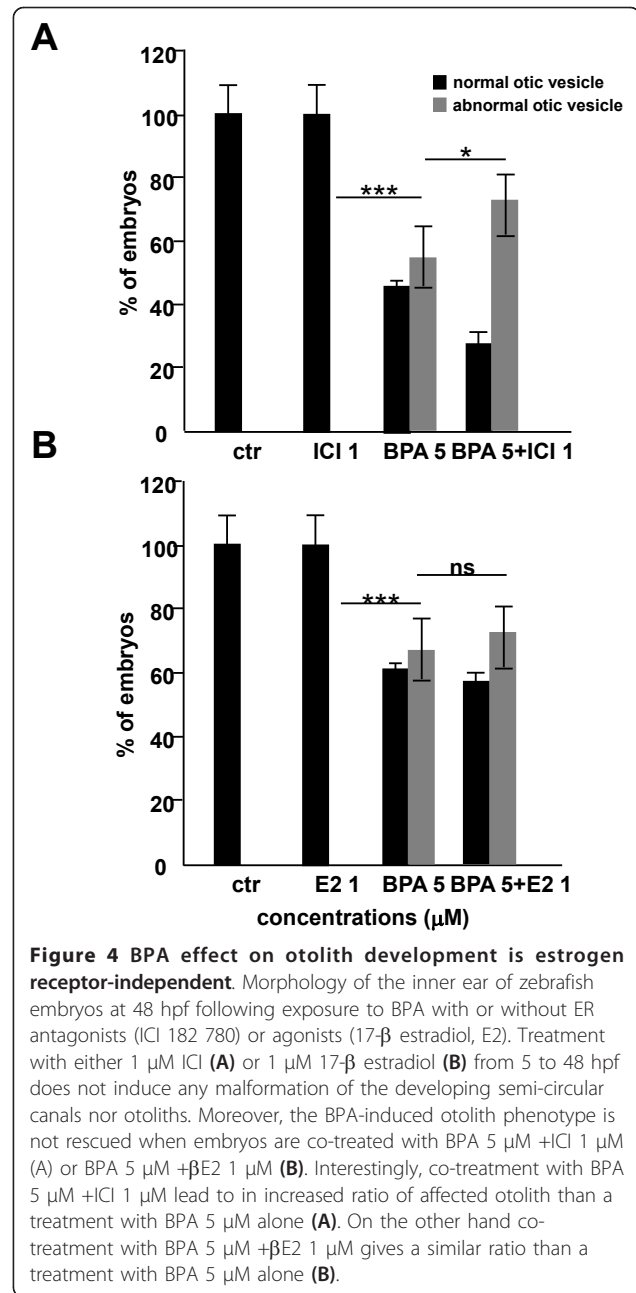 A
120
100
80
60
40
20
0
% of embryos
normal otic vesicle
abnormal otic vesicle
***
*
ctr ICI 1 BPA 5 BPA 5+ICI 1
B
120
100
80
60
40
20
0
% of embryos
***
ns
ctr E2 1 BPA 5 BPA 5+E2 1
concentrations (μM)
Figure 4 BPA effect on otolith development is estrogen
receptor-independent. Morphology of the inner ear of zebrafish
embryos at 48 hpf following exposure to BPA with or without ER
antagonists (ICI 182 780) or agonists (17-β estradiol, E2). Treatment
with either 1 μM ICI (A) or 1 μM 17-β estradiol (B) from 5 to 48 hpf
does not induce any malformation of the developing semi-circular
canals nor otoliths. Moreover, the BPA-induced otolith phenotype is
not rescued when embryos are co-treated with BPA 5 μM +ICI 1 μM
(A) or BPA 5 μM +βE2 1 μM (B). Interestingly, co-treatment with BPA
5 μM +ICI 1 μM lead to in increased ratio of affected otolith than a
treatment with BPA 5 μM alone (A). On the other hand co-
treatment with BPA 5 μM +βE2 1 μM gives a similar ratio than a
treatment with BPA 5 μM alone (B).